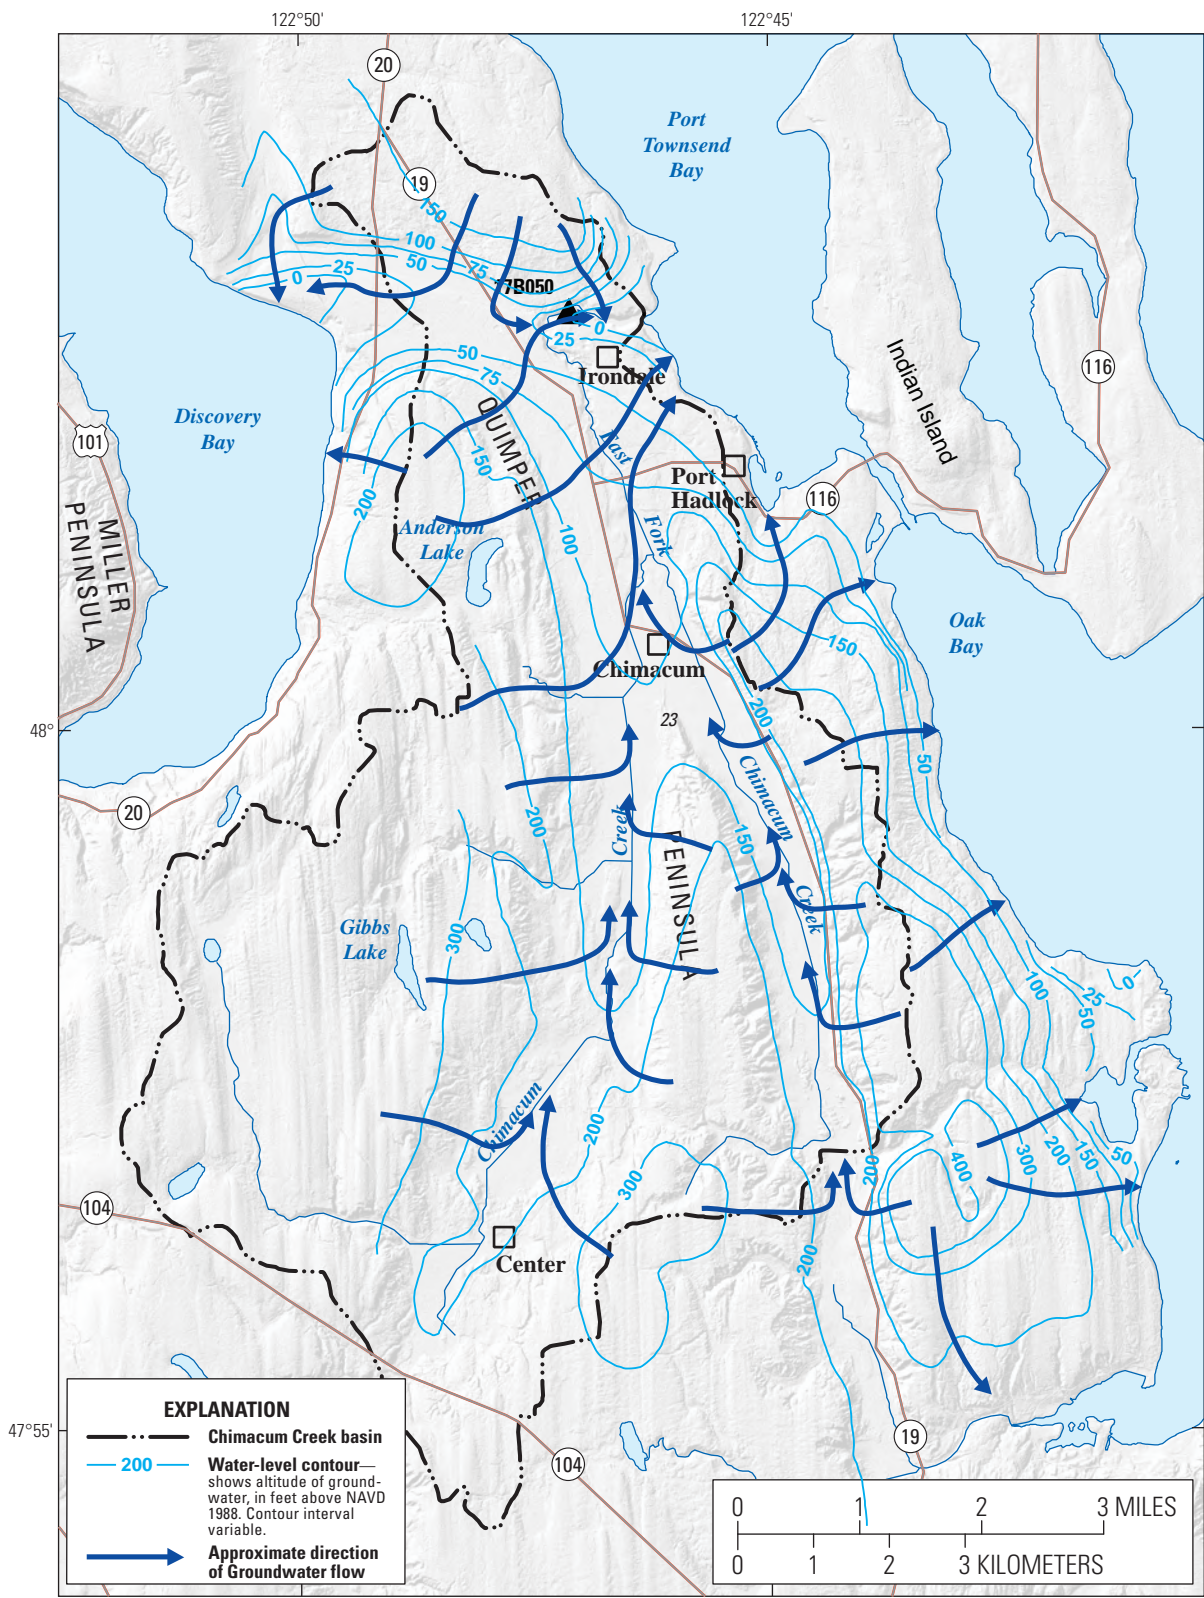 122°50'
122°45'
20
Port
Townsend
Bay
19
150
100
50
25
0
75
17B050
0
25
50
75
Irondale
Indian Island
116
Discovery
Bay
101
QUIMPER
East
150
Port
Hadlock
116
200
MILLER
PENINSULA
Anderson
Lake
100
Fork
Oak
Bay
150
Chimacum
200
23
48°
50
Chimacum
20
200
Creek
150
PENINSULA
Creek
Gibbs
Lake
300
100
25
0
50
Chimacum
200
400
300
200
150
50
200
300
104
200
Center
47°55'
19
104
EXPLANATION
Chimacum Creek basin
200
Water-level contour—
shows altitude of ground-
water, in feet above NAVD
1988. Contour interval
variable.
Approximate direction
of Groundwater flow
0 1 2 3 MILES
0 1 2 3 KILOMETERS